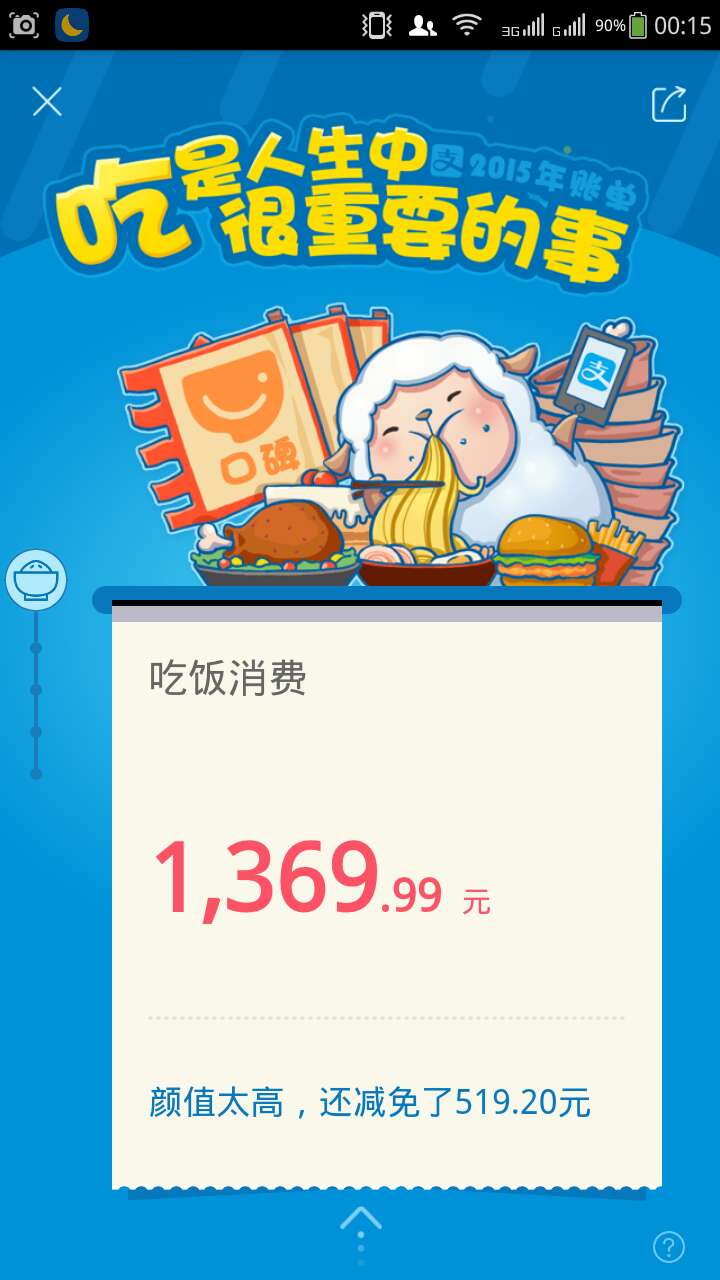 3G
G
90%
00:15
吃是人生中
很重要的事
支2015年账单
口碑
支
吃饭消费
1,369.99 元
颜值太高，还减免了519.20元
?